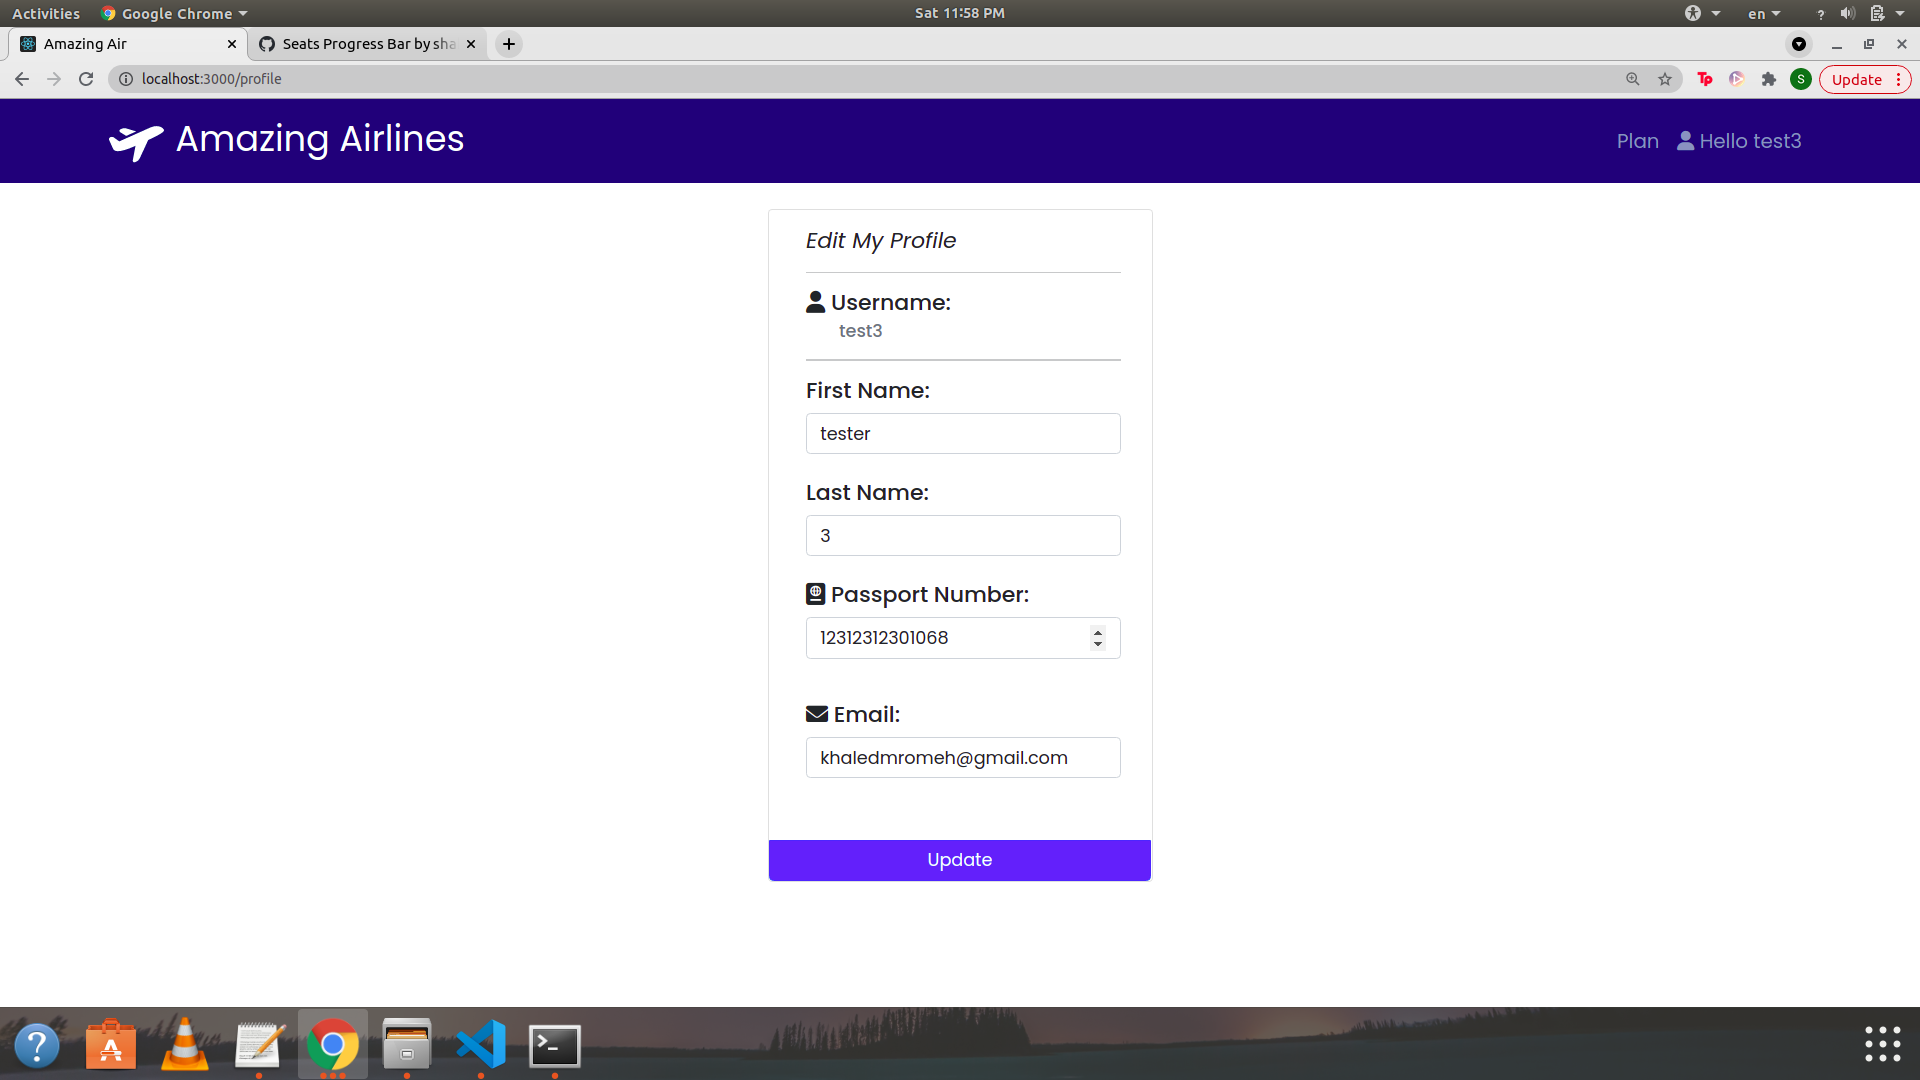 Activities
Google Chrome
Sat 11:58 PM
en
?
Amazing Air
Seats Progress Bar by sha
localhost:3000/profile
Tp
S
Update
Amazing Airlines
Plan
Hello test3
Edit My Profile
Username:
test3
First Name:
tester
Last Name:
3
Passport Number:
12312312301068
Email:
khaledmromeh@gmail.com
Update